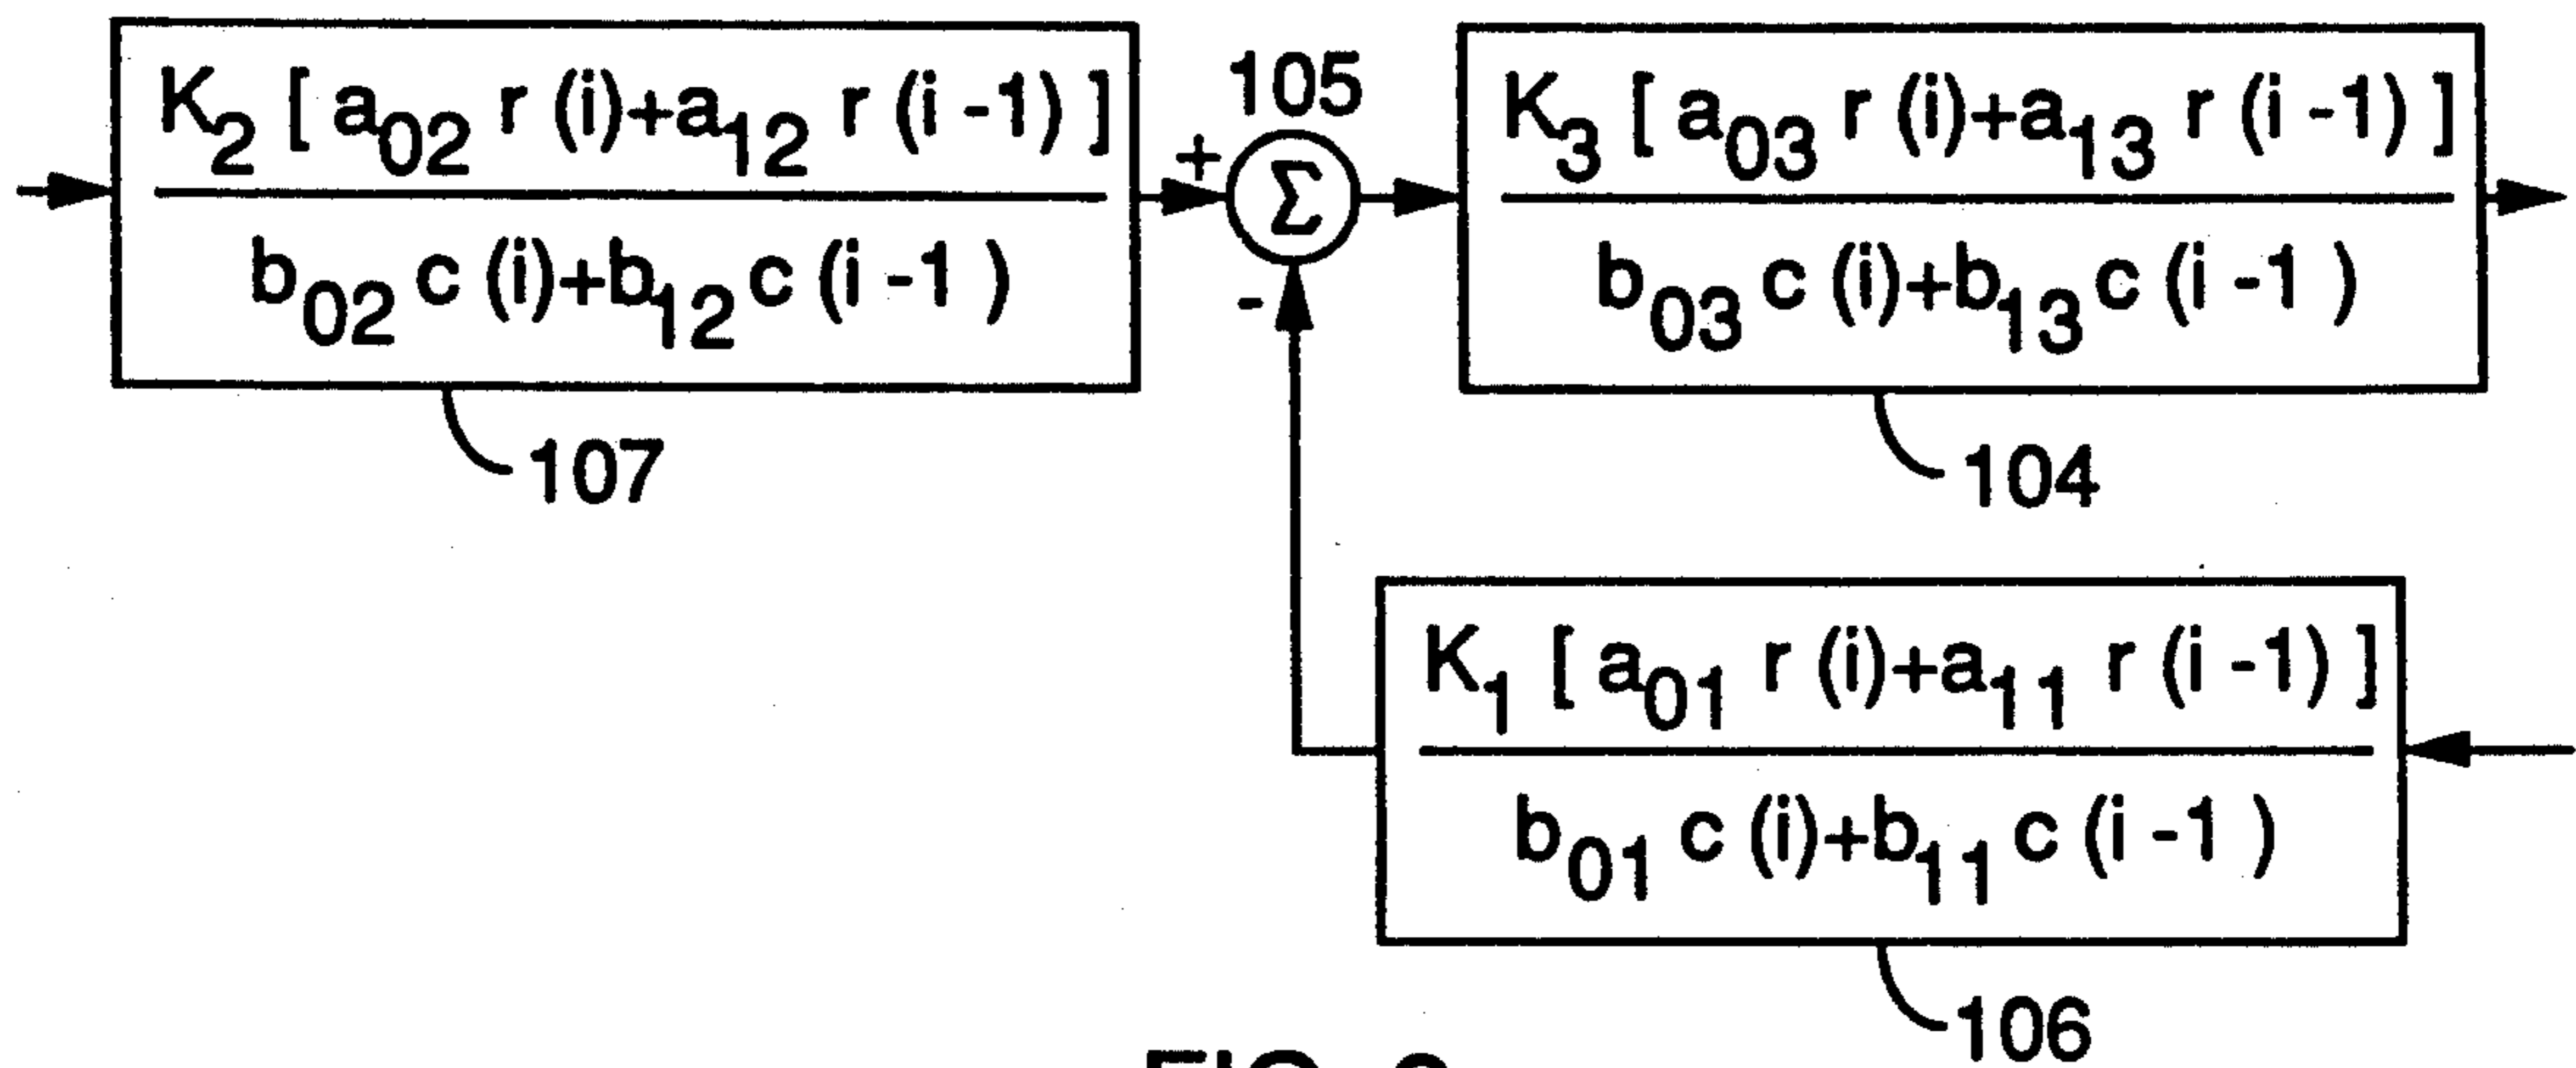 K₂ [ a₀₂ r (i)+a₁₂ r (i -1) ]
b₀₂ c (i)+b₁₂ c (i -1 )
107
105
+
Σ
-
K₃ [ a₀₃ r (i)+a₁₃ r (i -1) ]
b₀₃ c (i)+b₁₃ c (i -1 )
104
K₁ [ a₀₁ r (i)+a₁₁ r (i -1) ]
b₀₁ c (i)+b₁₁ c (i -1 )
106